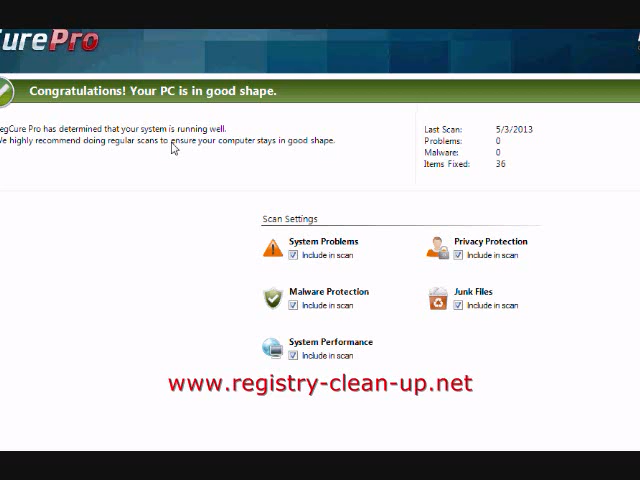 urePro
Congratulations! Your PC is in good shape.
egCure Pro has determined that your system is running well.
We highly recommend doing regular scans to ensure your computer stays in good shape.
Last Scan: 5/3/2013
Problems: 0
Malware: 0
Items Fixed: 36
Scan Settings
System Problems
Include in scan
Privacy Protection
Include in scan
Malware Protection
Include in scan
Junk Files
Include in scan
System Performance
Include in scan
www.registry-clean-up.net